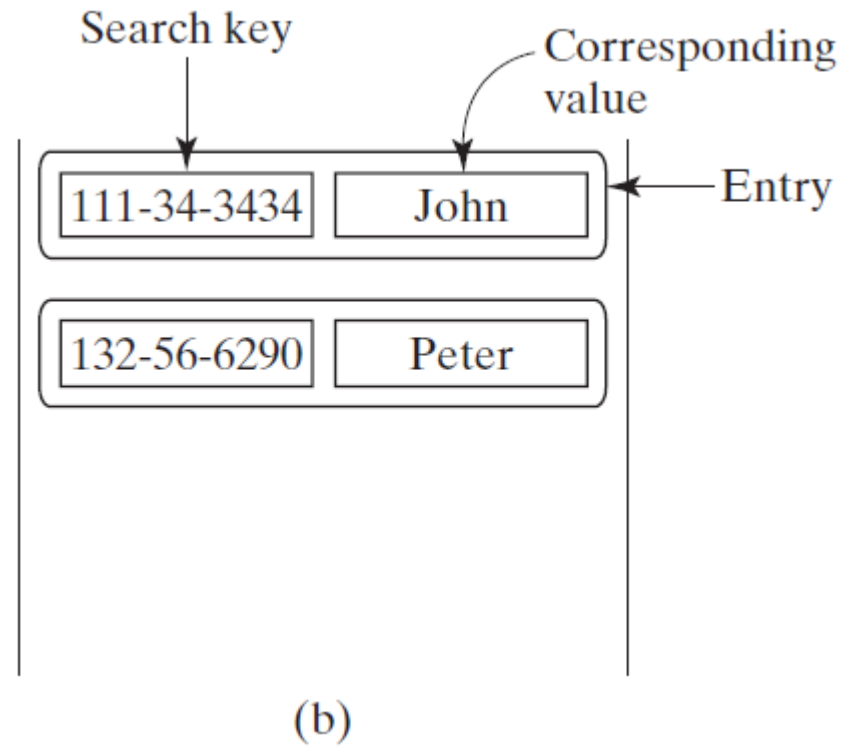 Search key
Corresponding
value
111-34-3434
John
Entry
132-56-6290
Peter
(b)